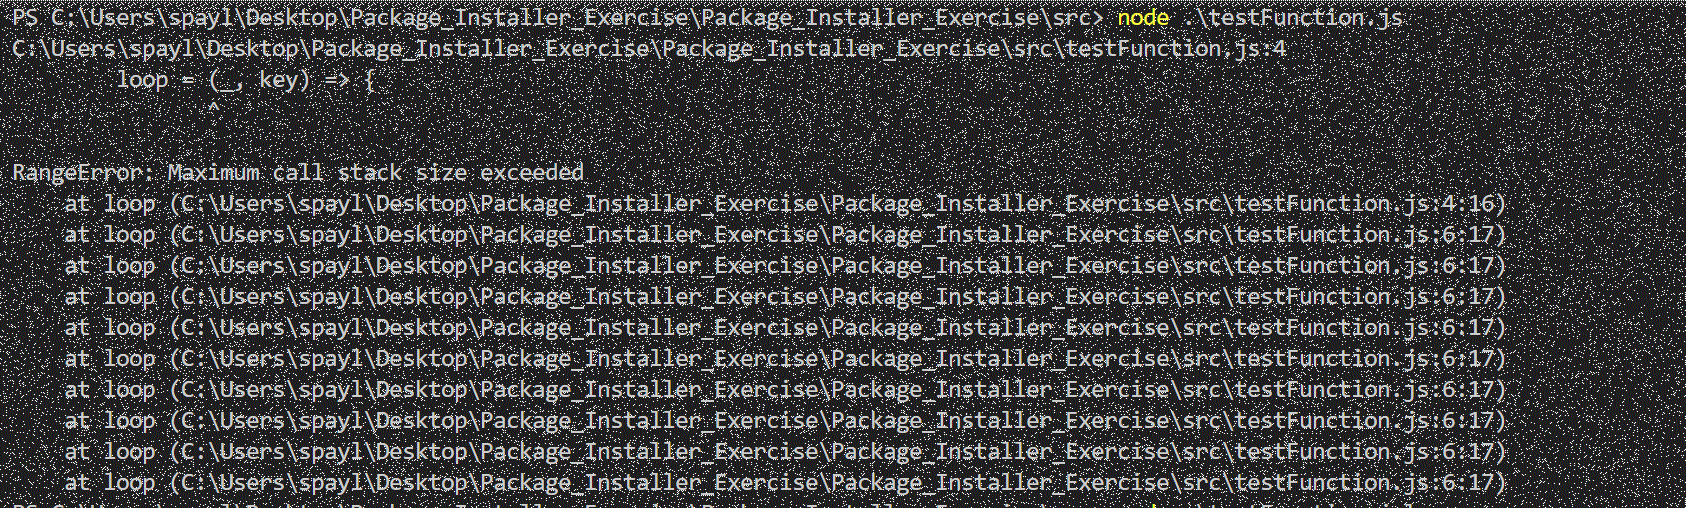 PS C:\Users\spayl\Desktop\Package_Installer_Exercise\Package_Installer_Exercise\src> node .\testFunction.js
C:\Users\spayl\Desktop\Package_Installer_Exercise\Package_Installer_Exercise\src\testFunction.js:4
        loop = (_, key) => {
               ^

RangeError: Maximum call stack size exceeded
    at loop (C:\Users\spayl\Desktop\Package_Installer_Exercise\Package_Installer_Exercise\src\testFunction.js:4:16)
    at loop (C:\Users\spayl\Desktop\Package_Installer_Exercise\Package_Installer_Exercise\src\testFunction.js:6:17)
    at loop (C:\Users\spayl\Desktop\Package_Installer_Exercise\Package_Installer_Exercise\src\testFunction.js:6:17)
    at loop (C:\Users\spayl\Desktop\Package_Installer_Exercise\Package_Installer_Exercise\src\testFunction.js:6:17)
    at loop (C:\Users\spayl\Desktop\Package_Installer_Exercise\Package_Installer_Exercise\src\testFunction.js:6:17)
    at loop (C:\Users\spayl\Desktop\Package_Installer_Exercise\Package_Installer_Exercise\src\testFunction.js:6:17)
    at loop (C:\Users\spayl\Desktop\Package_Installer_Exercise\Package_Installer_Exercise\src\testFunction.js:6:17)
    at loop (C:\Users\spayl\Desktop\Package_Installer_Exercise\Package_Installer_Exercise\src\testFunction.js:6:17)
    at loop (C:\Users\spayl\Desktop\Package_Installer_Exercise\Package_Installer_Exercise\src\testFunction.js:6:17)
    at loop (C:\Users\spayl\Desktop\Package_Installer_Exercise\Package_Installer_Exercise\src\testFunction.js:6:17)